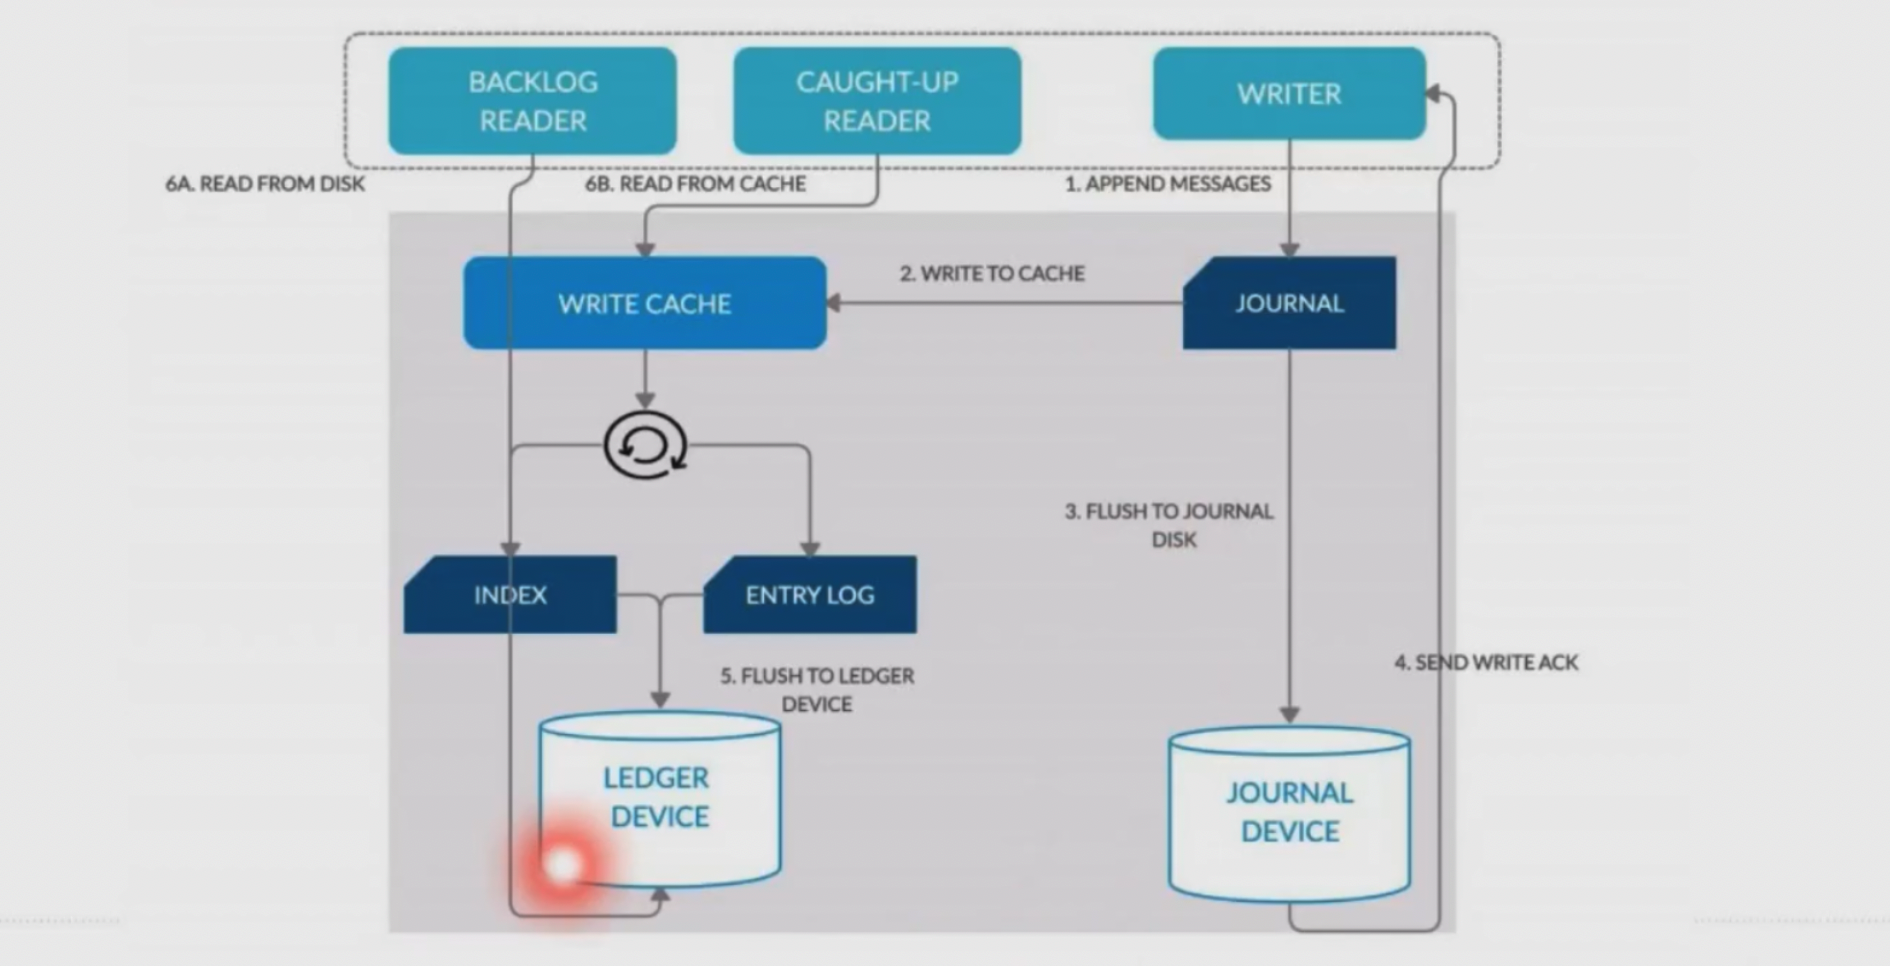 BACKLOG
READER
CAUGHT-UP
READER
WRITER
6A. READ FROM DISK
6B. READ FROM CACHE
1. APPEND MESSAGES
WRITE CACHE
2. WRITE TO CACHE
JOURNAL
3. FLUSH TO JOURNAL
DISK
INDEX
ENTRY LOG
5. FLUSH TO LEDGER
DEVICE
4. SEND WRITE ACK
LEDGER
DEVICE
JOURNAL
DEVICE